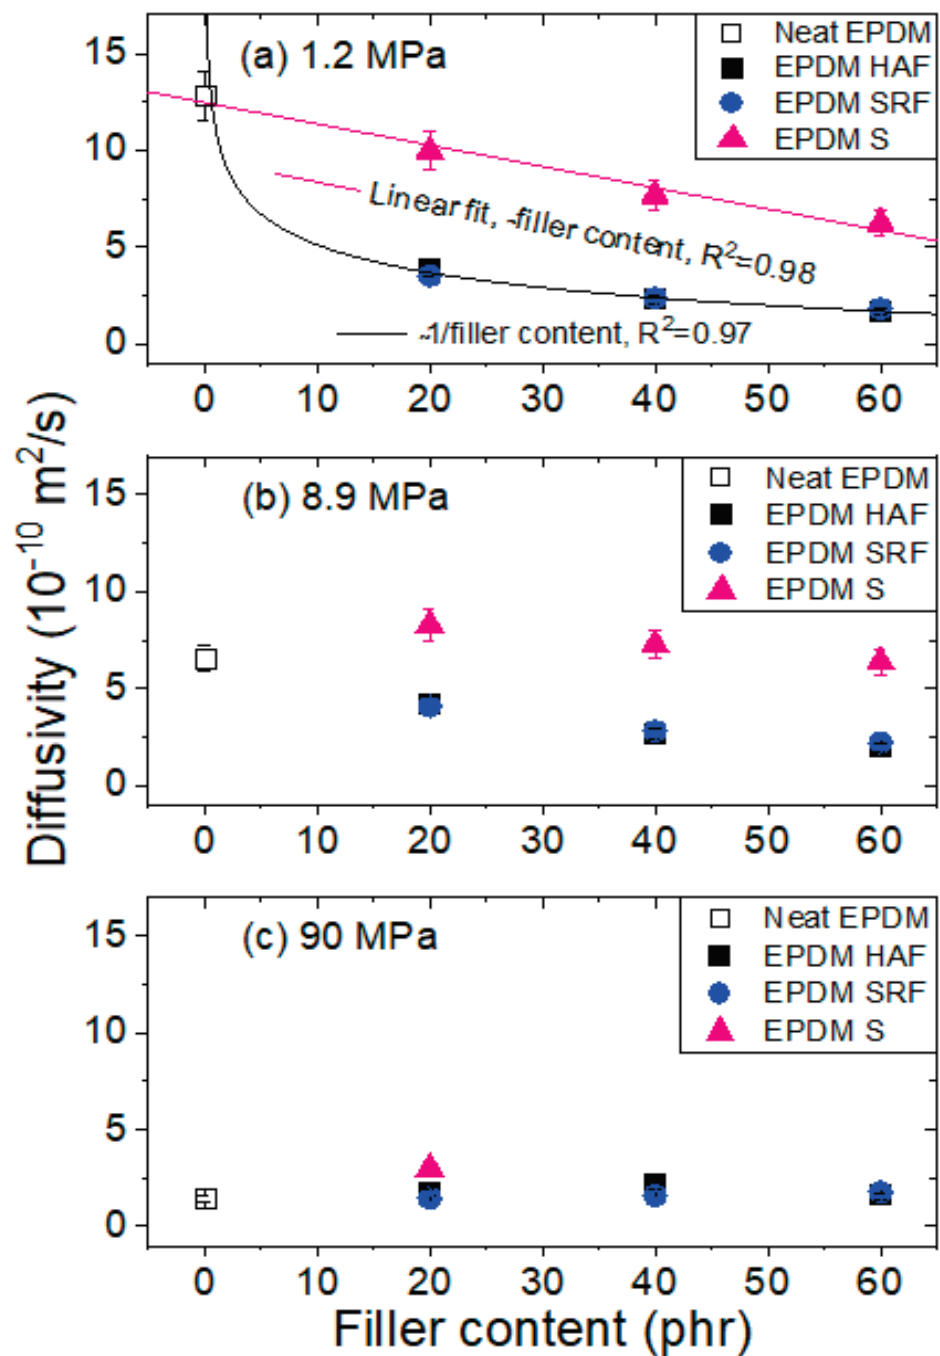 (a) 1.2 MPa
Neat EPDM
EPDM HAF
EPDM SRF
EPDM S
Linear fit, -filler content, R²=0.98
~1/filler content, R²=0.97
15
10
5
0
0 10 20 30 40 50 60
(b) 8.9 MPa
Neat EPDM
EPDM HAF
EPDM SRF
EPDM S
15
10
5
0
0 10 20 30 40 50 60
(c) 90 MPa
Neat EPDM
EPDM HAF
EPDM SRF
EPDM S
15
10
5
0
0 10 20 30 40 50 60
Diffusivity (10⁻¹⁰ m²/s)
Filler content (phr)